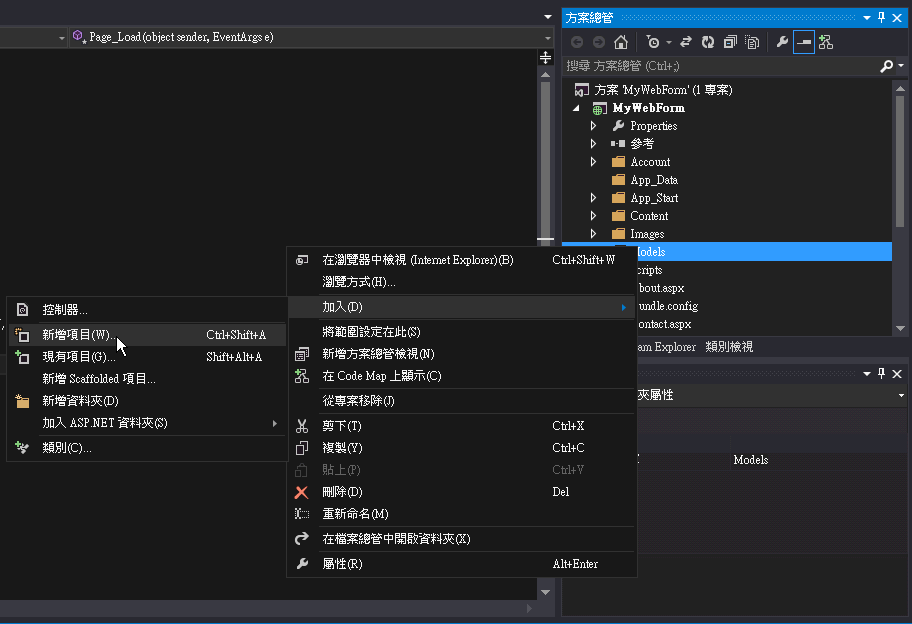 方案總管
Page_Load(object sender, EventArgs e)
搜尋 方案總管 (Ctrl+;)
方案 'MyWebForm' (1 專案)
MyWebForm
Properties
參考
Account
App_Data
App_Start
Content
Images
Models
cripts
bout.aspx
undle.config
ontact.aspx
am Explorer 類別檢視
夾屬性
Models
在瀏覽器中檢視 (Internet Explorer)(B) Ctrl+Shift+W
瀏覽方式(H)...
加入(D)
將範圍設定在此(S)
新增方案總管檢視(N)
在 Code Map 上顯示(C)
從專案移除(J)
剪下(T) Ctrl+X
複製(Y) Ctrl+C
貼上(P) Ctrl+V
刪除(D) Del
重新命名(M)
在檔案總管中開啟資料夾(X)
屬性(R) Alt+Enter
控制器...
新增項目(W)... Ctrl+Shift+A
現有項目(G)... Shift+Alt+A
新增 Scaffolded 項目...
新增資料夾(D)
加入 ASP.NET 資料夾(S)
類別(C)...